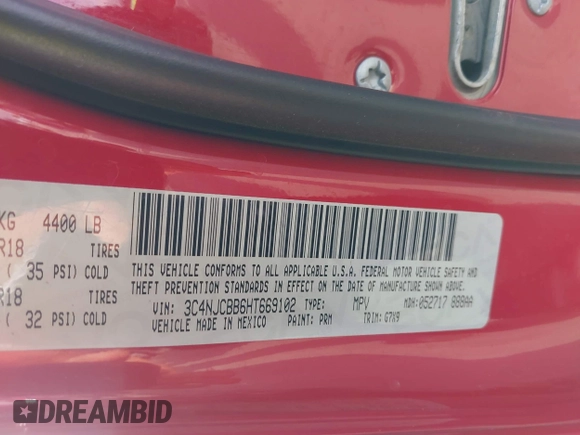 KG 4400 LB
R18 TIRES
( 35 PSI) COLD
R18 TIRES
( 32 PSI) COLD
THIS VEHICLE CONFORMS TO ALL APPLICABLE U.S.A. FEDERAL MOTOR VEHICLE SAFETY AND
THEFT PREVENTION STANDARDS IN EFFECT ON THE DATE OF MANUFACTURE SHOWN ABOVE.
VIN: 3C4NJCBB6HT669102 TYPE: MPV MDH:052717 888AA
VEHICLE MADE IN MEXICO PAINT: PRM TRIM: G7X9
DREAMBID